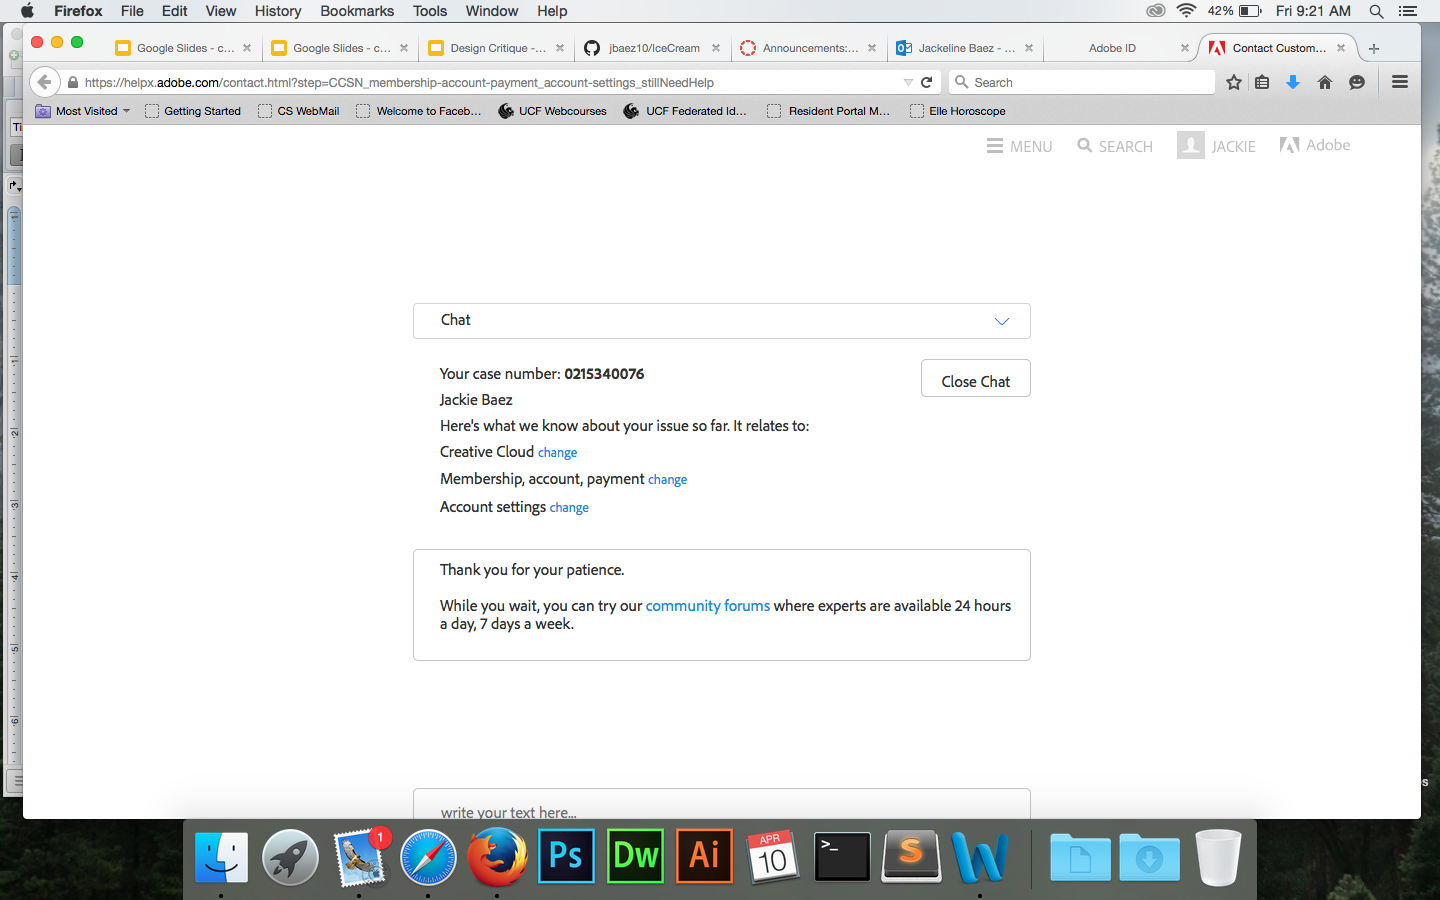 Firefox File Edit View History Bookmarks Tools Window Help 42% Fri 9:21 AM
Google Slides - c... Google Slides - c... Design Critique -... jbaez10/IceCream Announcements:... Jackeline Baez - ... Adobe ID Contact Custom...
https://helpx.adobe.com/contact.html?step=CCSN_membership-account-payment_account-settings_stillNeedHelp Search
Most Visited Getting Started CS WebMail Welcome to Faceb... UCF Webcourses UCF Federated Id... Resident Portal M... Elle Horoscope
MENU SEARCH JACKIE Adobe
Chat
Your case number: 0215340076
Close Chat
Jackie Baez
Here's what we know about your issue so far. It relates to:
Creative Cloud change
Membership, account, payment change
Account settings change
Thank you for your patience.
While you wait, you can try our community forums where experts are available 24 hours
a day, 7 days a week.
write your text here...
1
Ps Dw Ai APR 10 >_ S W